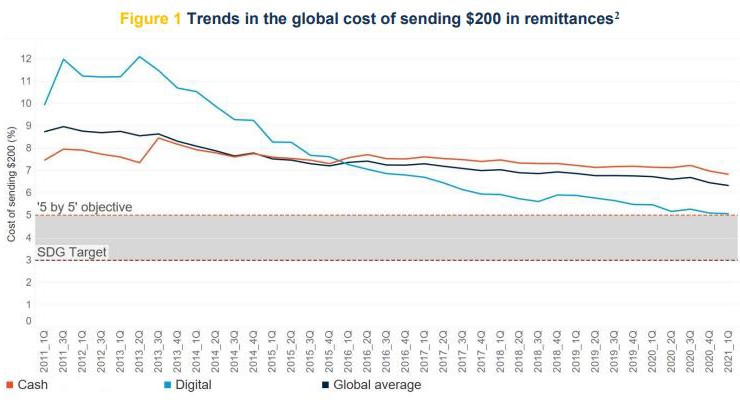 Figure 1 Trends in the global cost of sending $200 in remittances²
Cost of sending $200 (%)
12
11
10
9
8
7
6
5
4
3
2
1
0
'5 by 5' objective
SDG Target
2011_1Q
2011_3Q
2012_1Q
2012_3Q
2013_1Q
2013_2Q
2013_3Q
2013_4Q
2014_1Q
2014_2Q
2014_3Q
2014_4Q
2015_1Q
2015_2Q
2015_3Q
2015_4Q
2016_1Q
2016_2Q
2016_3Q
2016_4Q
2017_1Q
2017_2Q
2017_3Q
2017_4Q
2018_1Q
2018_2Q
2018_3Q
2018_4Q
2019_1Q
2019_2Q
2019_3Q
2019_4Q
2020_1Q
2020_2Q
2020_3Q
2020_4Q
2021_1Q
Cash
Digital
Global average